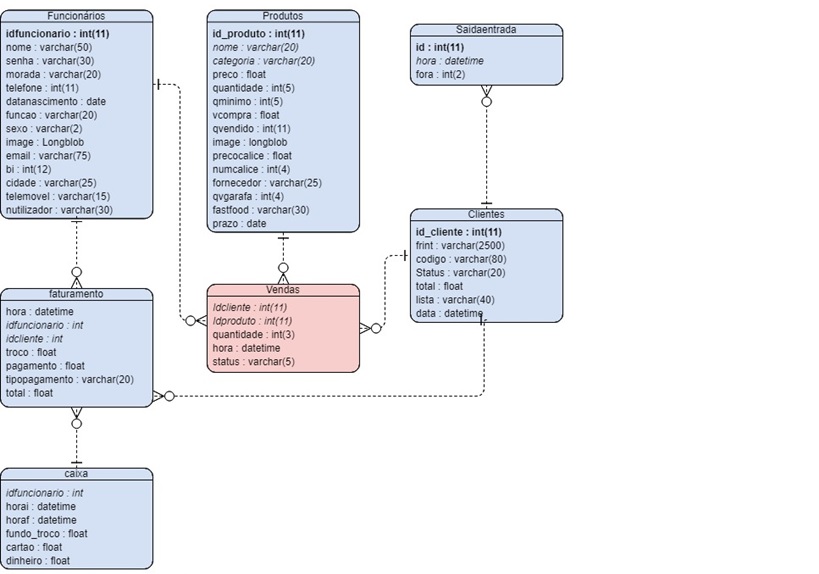 Funcionários
idfuncionario : int(11)
nome : varchar(50)
senha : varchar(30)
morada : varchar(20)
telefone : int(11)
datanascimento : date
funcao : varchar(20)
sexo : varchar(2)
image : Longblob
email : varchar(75)
bi : int(12)
cidade : varchar(25)
telemovel : varchar(15)
nutilizador : varchar(30)
Produtos
id_produto : int(11)
nome : varchar(20)
categoria : varchar(20)
preco : float
quantidade : int(5)
qminimo : int(5)
vcompra : float
qvendido : int(11)
image : longblob
precocalice : float
numcalice : int(4)
fornecedor : varchar(25)
qvgarafa : int(4)
fastfood : varchar(30)
prazo : date
Saidaentrada
id : int(11)
hora : datetime
fora : int(2)
Clientes
id_cliente : int(11)
frint : varchar(2500)
codigo : varchar(80)
Status : varchar(20)
total : float
lista : varchar(40)
data : datetime
faturamento
hora : datetime
idfuncionario : int
idcliente : int
troco : float
pagamento : float
tipopagamento : varchar(20)
total : float
Vendas
Idcliente : int(11)
Idproduto : int(11)
quantidade : int(3)
hora : datetime
status : varchar(5)
caixa
idfuncionario : int
horai : datetime
horaf : datetime
fundo_troco : float
cartao : float
dinheiro : float